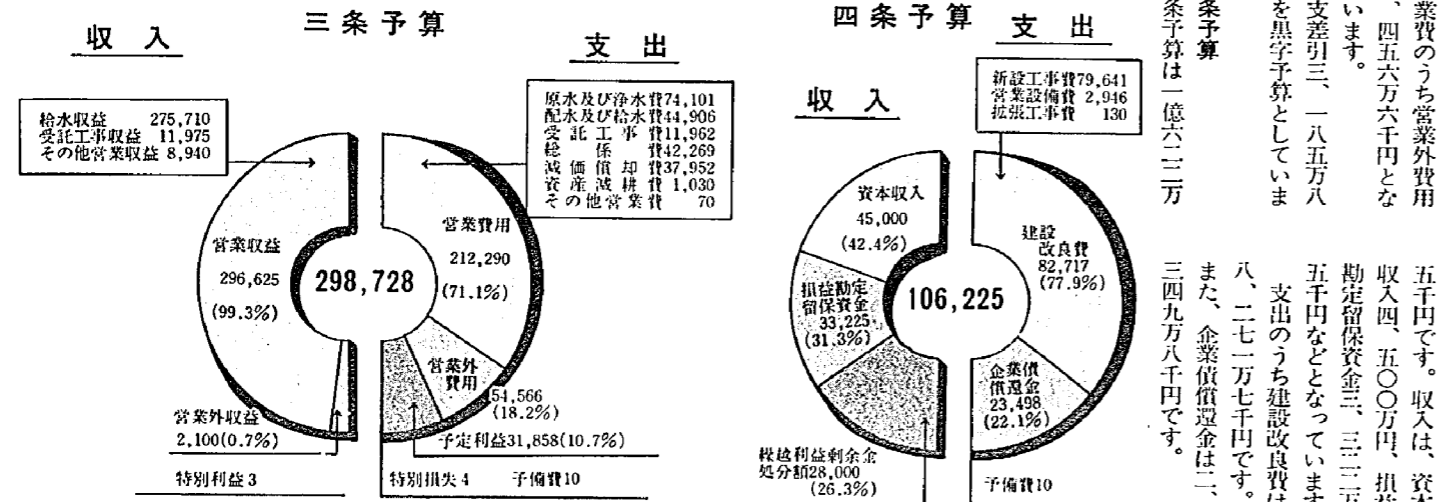 三条予算
収入
給水収益 275,710
受託工事収益 11,975
その他営業収益 8,940
支出
原水及び浄水費74,101
配水及び給水費44,906
受託工事費11,962
総係費42,269
減価償却費37,952
資産減耗費 1,030
その他営業費 70
営業収益
296,625
(99.3%)
298,728
営業費用
212,290
(71.1%)
営業外
費用
54,566
(18.2%)
営業外収益
2,100(0.7%)
予定利益31,858(10.7%)
特別利益3
特別損失4
予備費10
四条予算
収入
支出
新設工事費79,641
営業設備費 2,946
拡張工事費 130
資本収入
45,000
(42.4%)
損益勘定
留保資金
33,225
(31.3%)
106,225
建設
改良費
82,717
(77.9%)
企業債
償還金
23,498
(22.1%)
繰越利益剰余金
処分額28,000
(26.3%)
予備費10
業費のうち営業外費用
、四五六万六千円とな
います。
支差引三、一八五万八
を黒字予算としていま
条予算
条予算は一億六二二万
五千円です。収入は、資本
収入四、五〇〇万円、損益
勘定留保資金三、三二二万
五千円などとなっています
支出のうち建設改良費は
八、二七一万七千円です。
また、企業債償還金は二、
三四九万八千円です。